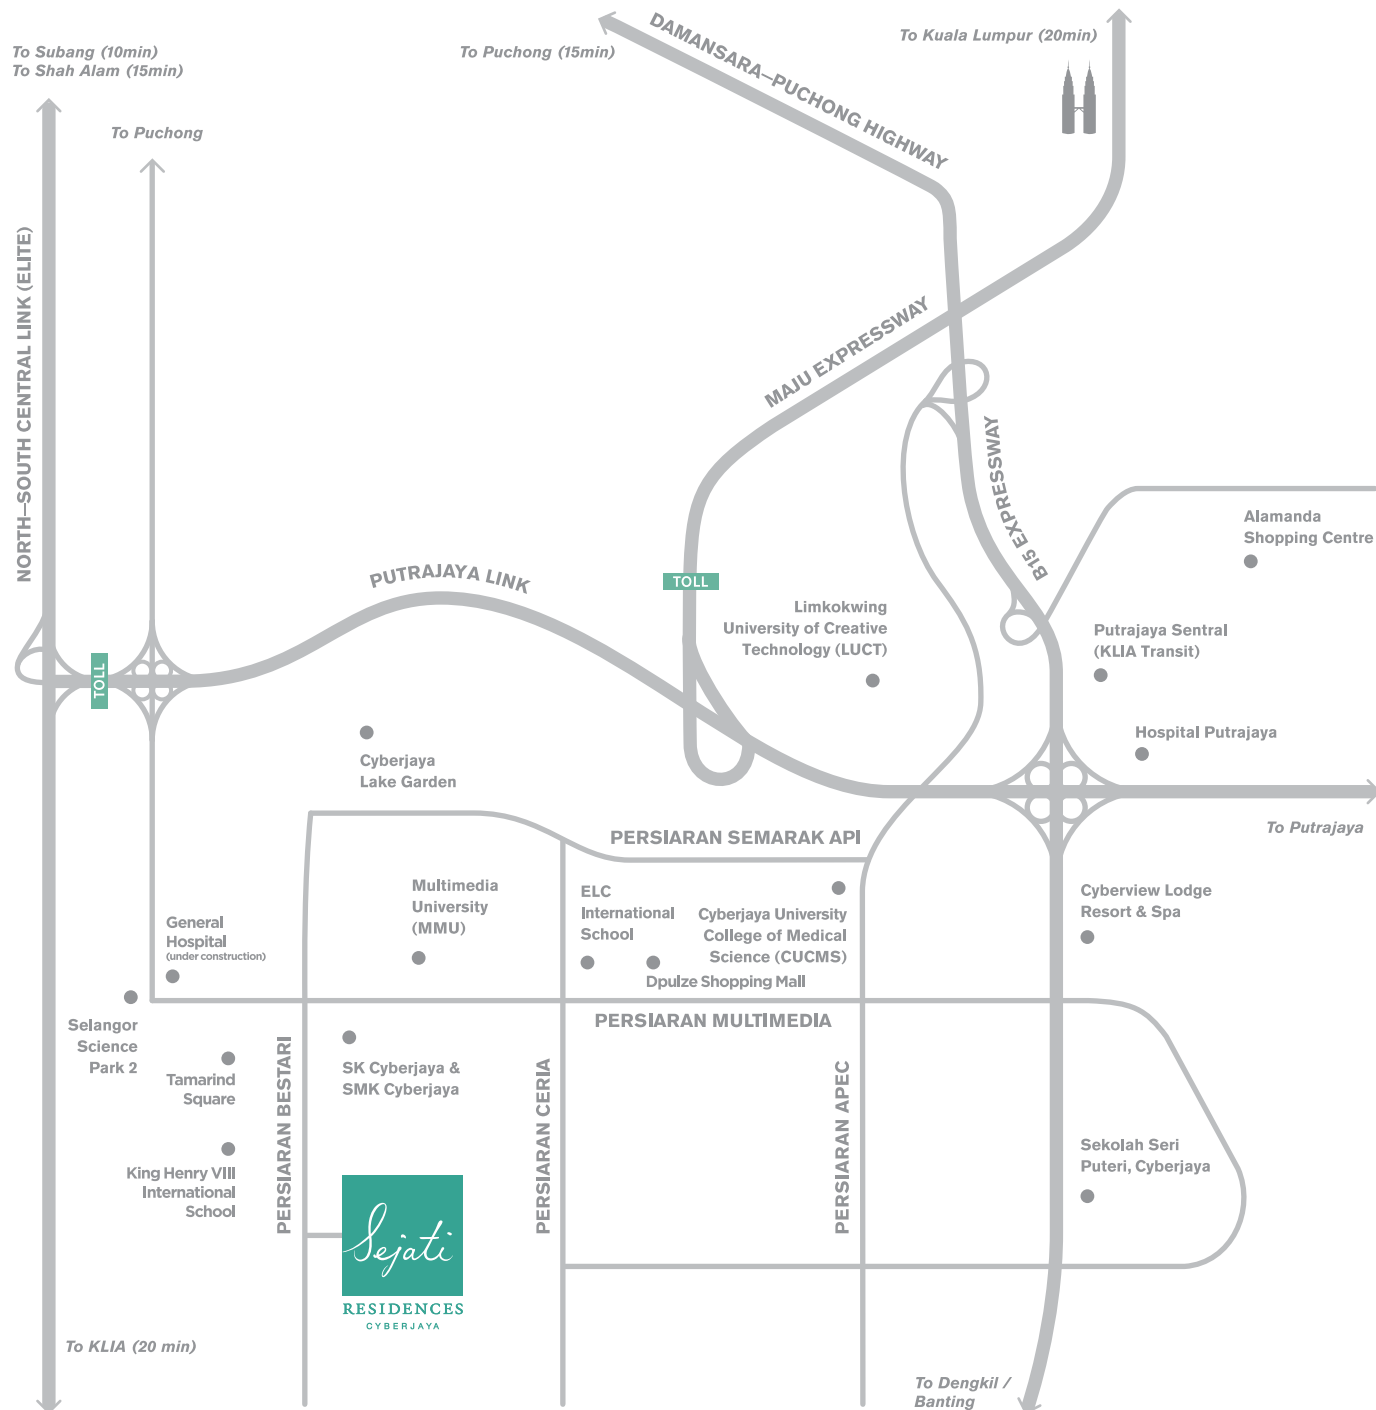 To Subang (10min)
To Shah Alam (15min)
To Puchong (15min)
DAMANSARA–PUCHONG HIGHWAY
To Kuala Lumpur (20min)
To Puchong
NORTH–SOUTH CENTRAL LINK (ELITE)
MAJU EXPRESSWAY
B15 EXPRESSWAY
Alamanda
Shopping Centre
PUTRAJAYA LINK
TOLL
Limkokwing
University of Creative
Technology (LUCT)
Putrajaya Sentral
(KLIA Transit)
TOLL
Hospital Putrajaya
Cyberjaya
Lake Garden
To Putrajaya
PERSIARAN SEMARAK API
Multimedia
University
(MMU)
ELC
International
School
Cyberjaya University
College of Medical
Science (CUCMS)
Cyberview Lodge
Resort & Spa
General
Hospital
(under construction)
Dpulze Shopping Mall
PERSIARAN MULTIMEDIA
Selangor
Science
Park 2
Tamarind
Square
SK Cyberjaya &
SMK Cyberjaya
PERSIARAN BESTARI
PERSIARAN CERIA
PERSIARAN APEC
King Henry VIII
International
School
Sekolah Seri
Puteri, Cyberjaya
Sejati
RESIDENCES
CYBERJAYA
To KLIA (20 min)
To Dengkil /
Banting